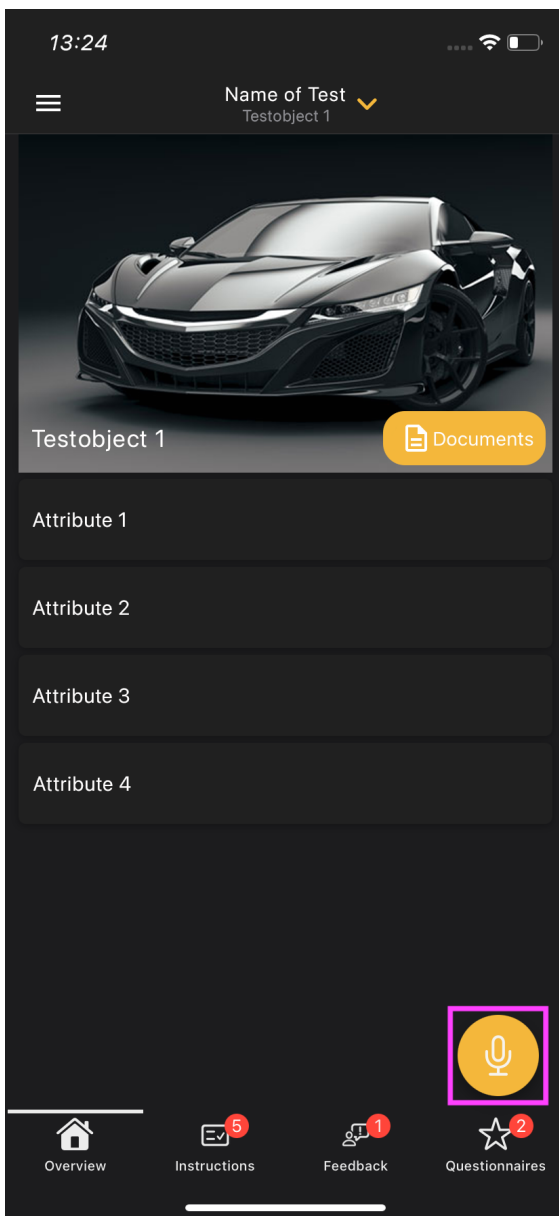 13:24
Name of Test
Testobject 1
Testobject 1
Documents
Attribute 1
Attribute 2
Attribute 3
Attribute 4
5
1
2
Overview
Instructions
Feedback
Questionnaires